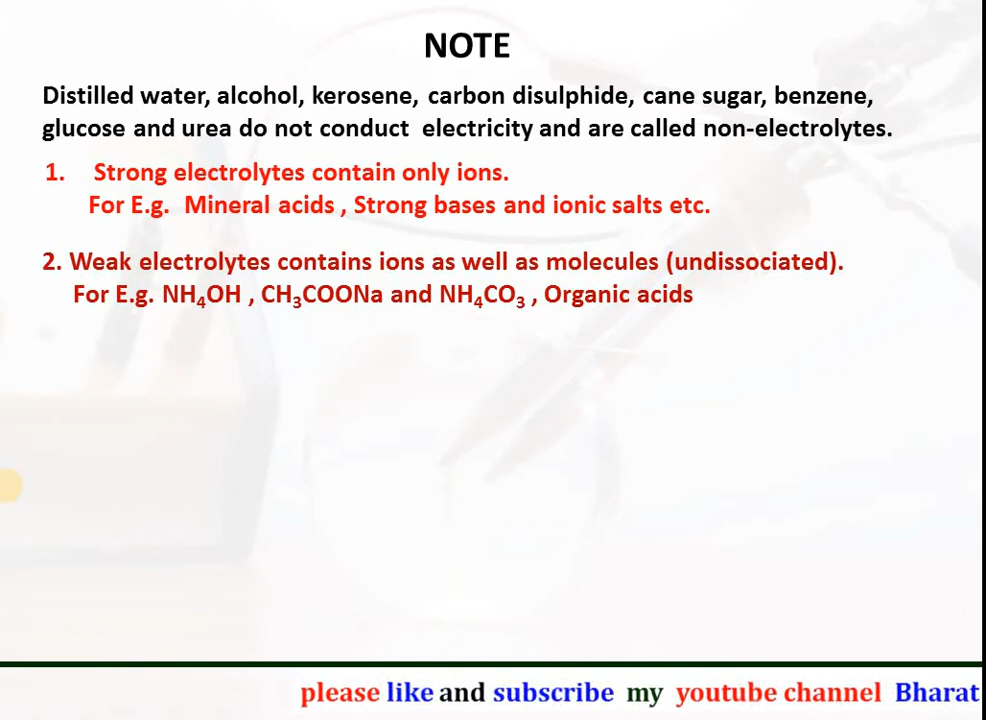 NOTE
Distilled water, alcohol, kerosene, carbon disulphide, cane sugar, benzene,
glucose and urea do not conduct electricity and are called non-electrolytes.
1. Strong electrolytes contain only ions.
For E.g. Mineral acids , Strong bases and ionic salts etc.
2. Weak electrolytes contains ions as well as molecules (undissociated).
For E.g. NH₄OH , CH₃COONa and NH₄CO₃ , Organic acids
please like and subscribe my youtube channel Bharat